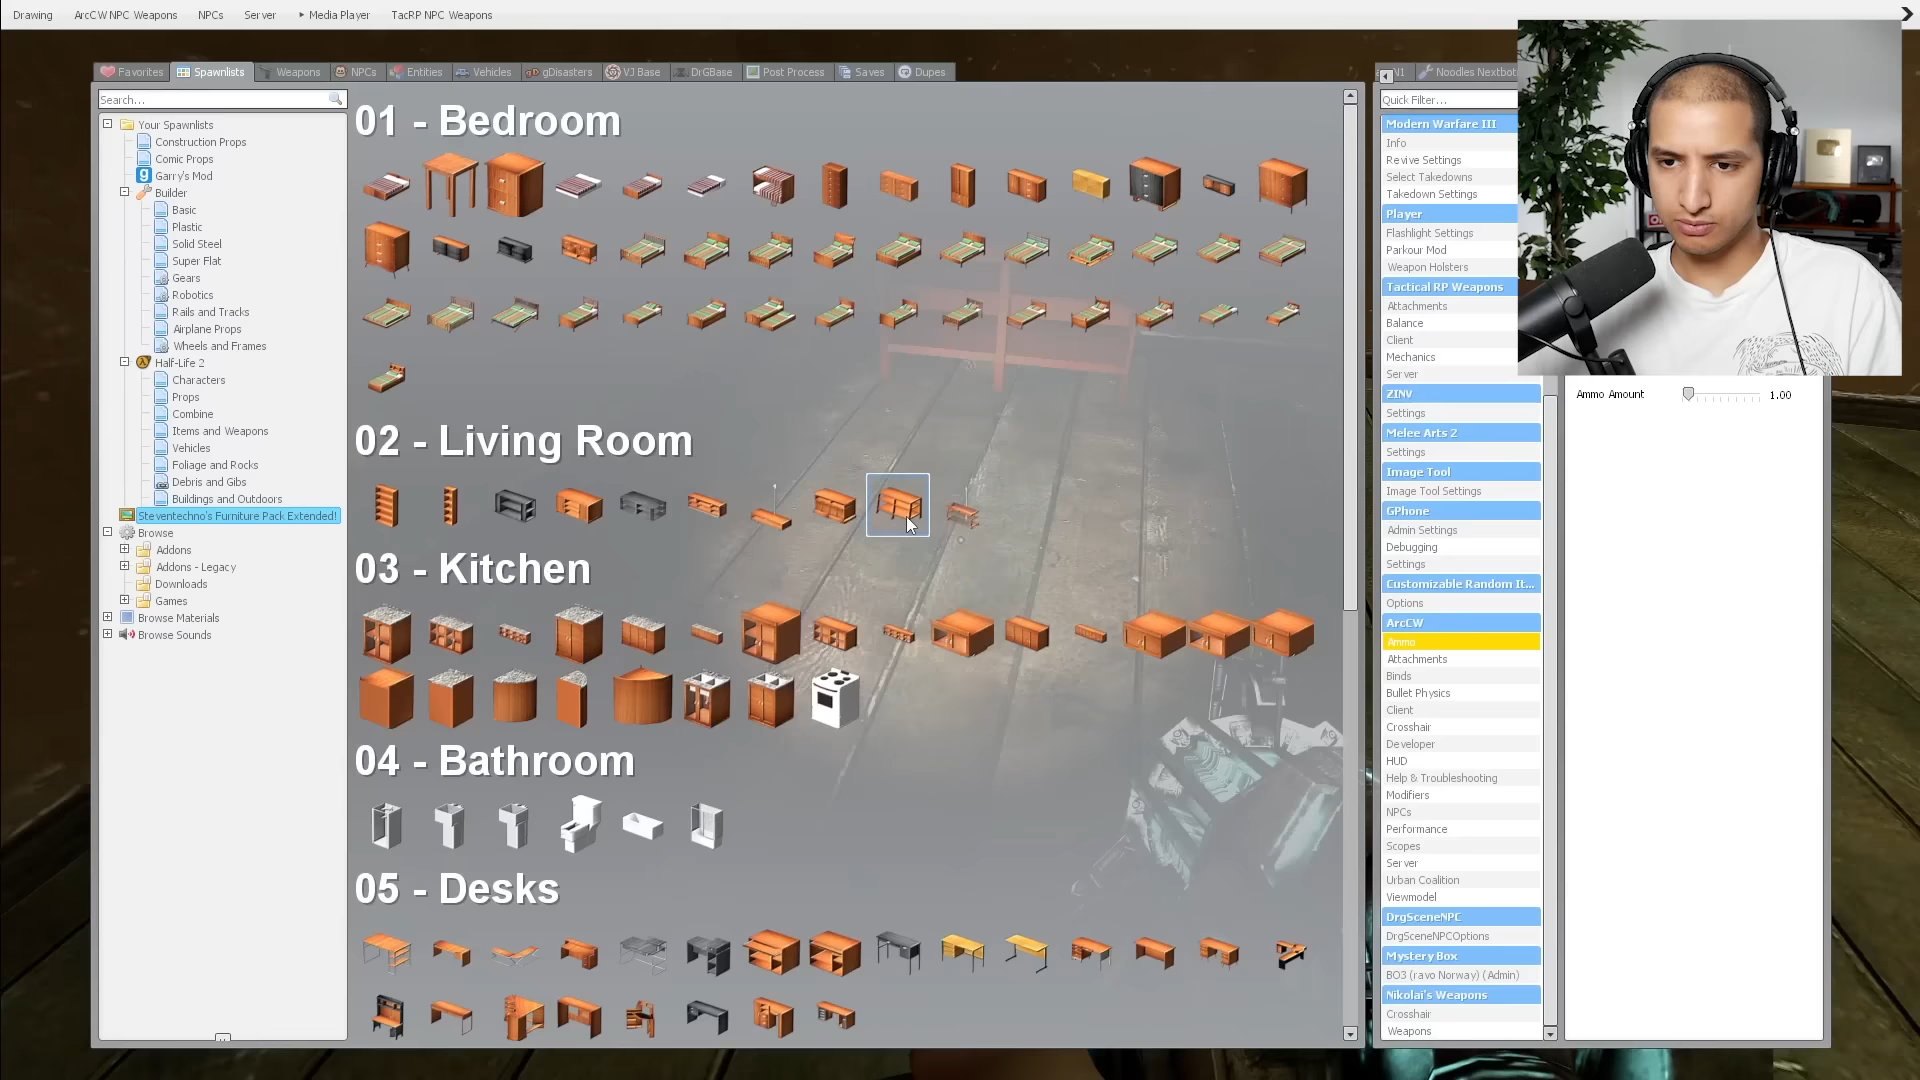 Drawing ArcCW NPC Weapons NPCs Server Media Player TacRP NPC Weapons
Favorites Spawnlists Weapons NPCs Entities Vehicles gDisasters VJ Base DrGBase Post Process Saves Dupes
N1 Noodles Nextbot
Search...
Your Spawnlists
Construction Props
Comic Props
Garry's Mod
Builder
Basic
Plastic
Solid Steel
Super Flat
Gears
Robotics
Rails and Tracks
Airplane Props
Wheels and Frames
Half-Life 2
Characters
Props
Combine
Items and Weapons
Vehicles
Foliage and Rocks
Debris and Gibs
Buildings and Outdoors
Steventechno's Furniture Pack Extended!
Browse
Addons
Addons - Legacy
Downloads
Games
Browse Materials
Browse Sounds
01 - Bedroom
02 - Living Room
03 - Kitchen
04 - Bathroom
05 - Desks
Quick Filter...
Modern Warfare III
Info
Revive Settings
Select Takedowns
Takedown Settings
Player
Flashlight Settings
Parkour Mod
Weapon Holsters
Tactical RP Weapons
Attachments
Balance
Client
Mechanics
Server
ZINV
Settings
Melee Arts 2
Settings
Image Tool
Image Tool Settings
GPhone
Admin Settings
Debugging
Settings
Customizable Random It...
Options
ArcCW
Ammo
Attachments
Binds
Bullet Physics
Client
Crosshair
Developer
HUD
Help & Troubleshooting
Modifiers
NPCs
Performance
Scopes
Server
Urban Coalition
Viewmodel
DrgSceneNPC
DrgSceneNPCOptions
Mystery Box
BO3 (ravo Norway) (Admin)
Nikolai's Weapons
Crosshair
Weapons
Ammo Amount 1.00